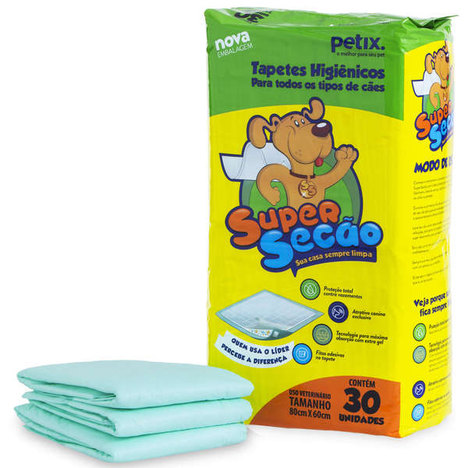 nova
EMBALAGEM
petix.
o melhor para seu pet
Tapetes Higiênicos
Para todos os tipos de cães
Super
Secão
Sua casa sempre limpa
Proteção total
contra vazamentos
Atrativo canino
exclusivo
Tecnologia para máxima
absorção com extra gel
Fitas adesivas
no tapete
QUEM USA O LÍDER
PERCEBE A DIFERENÇA
USO VETERINÁRIO
TAMANHO
80cm X 60cm
CONTÉM
30
UNIDADES
Super
Secão
MODO DE
Veja porque
fica sempre